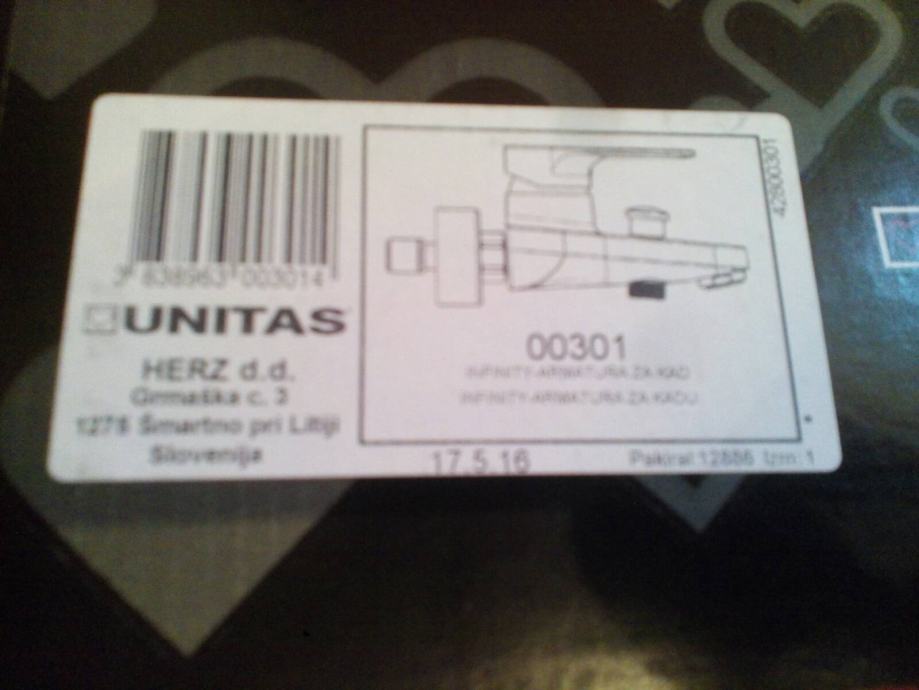 3 838963 003014
UNITAS
HERZ d.d.
Grmaška c. 3
1275 Šmartno pri Litiji
Slovenija
42800301
00301
INFINITY-ARMATURA ZA KAD
INFINITY-ARMATURA ZA KADU
17.5.16
Pakiral 12886 Izm: 1